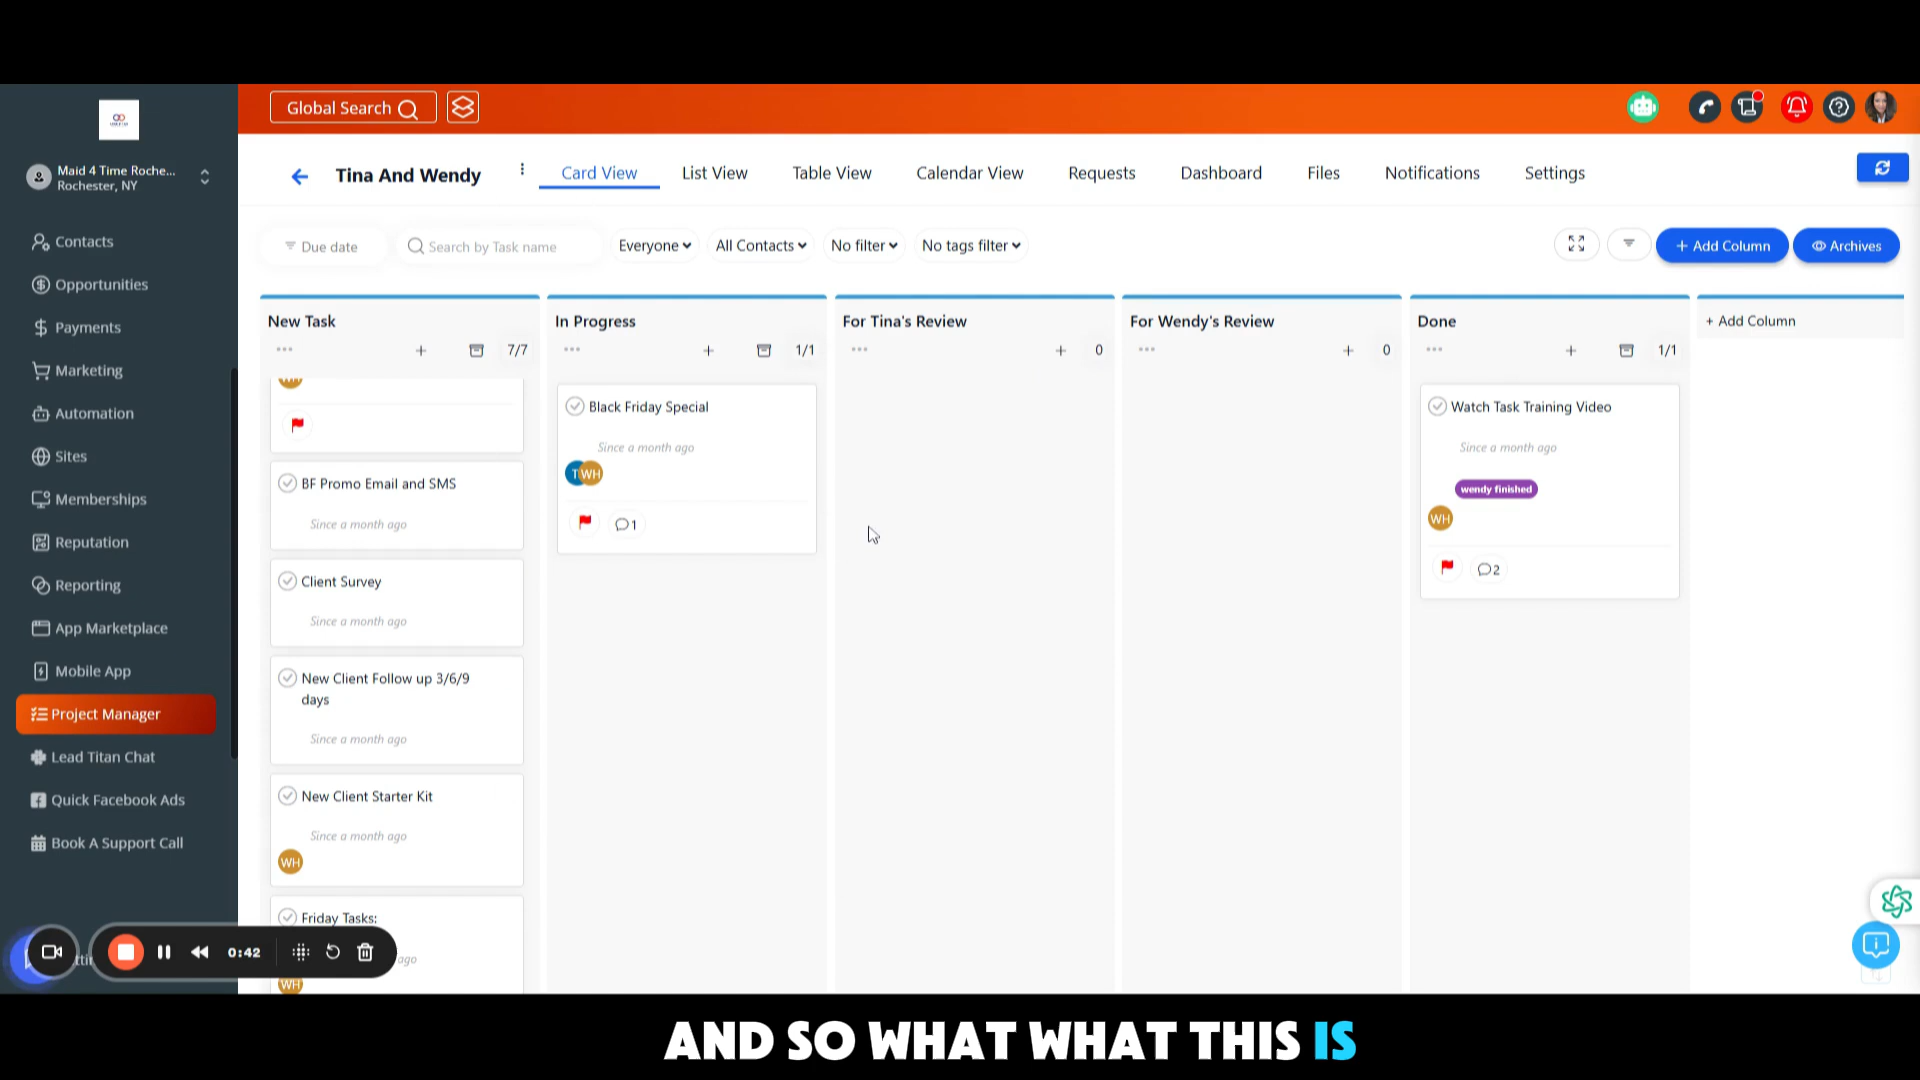 Global Search
Maid 4 Time Roche...
Rochester, NY
Contacts
Opportunities
Payments
Marketing
Automation
Sites
Memberships
Reputation
Reporting
App Marketplace
Mobile App
Project Manager
Lead Titan Chat
Quick Facebook Ads
Book A Support Call
Tina And Wendy
Card View
List View
Table View
Calendar View
Requests
Dashboard
Files
Notifications
Settings
Due date
Search by Task name
Everyone
All Contacts
No filter
No tags filter
+ Add Column
Archives
New Task
7/7
WH
BF Promo Email and SMS
Since a month ago
Client Survey
Since a month ago
New Client Follow up 3/6/9
days
Since a month ago
New Client Starter Kit
Since a month ago
WH
Friday Tasks:
ago
WH
In Progress
1/1
Black Friday Special
Since a month ago
T WH
1
For Tina's Review
0
For Wendy's Review
0
Done
1/1
Watch Task Training Video
Since a month ago
wendy finished
WH
2
+ Add Column
0:42
AND SO WHAT WHAT THIS IS